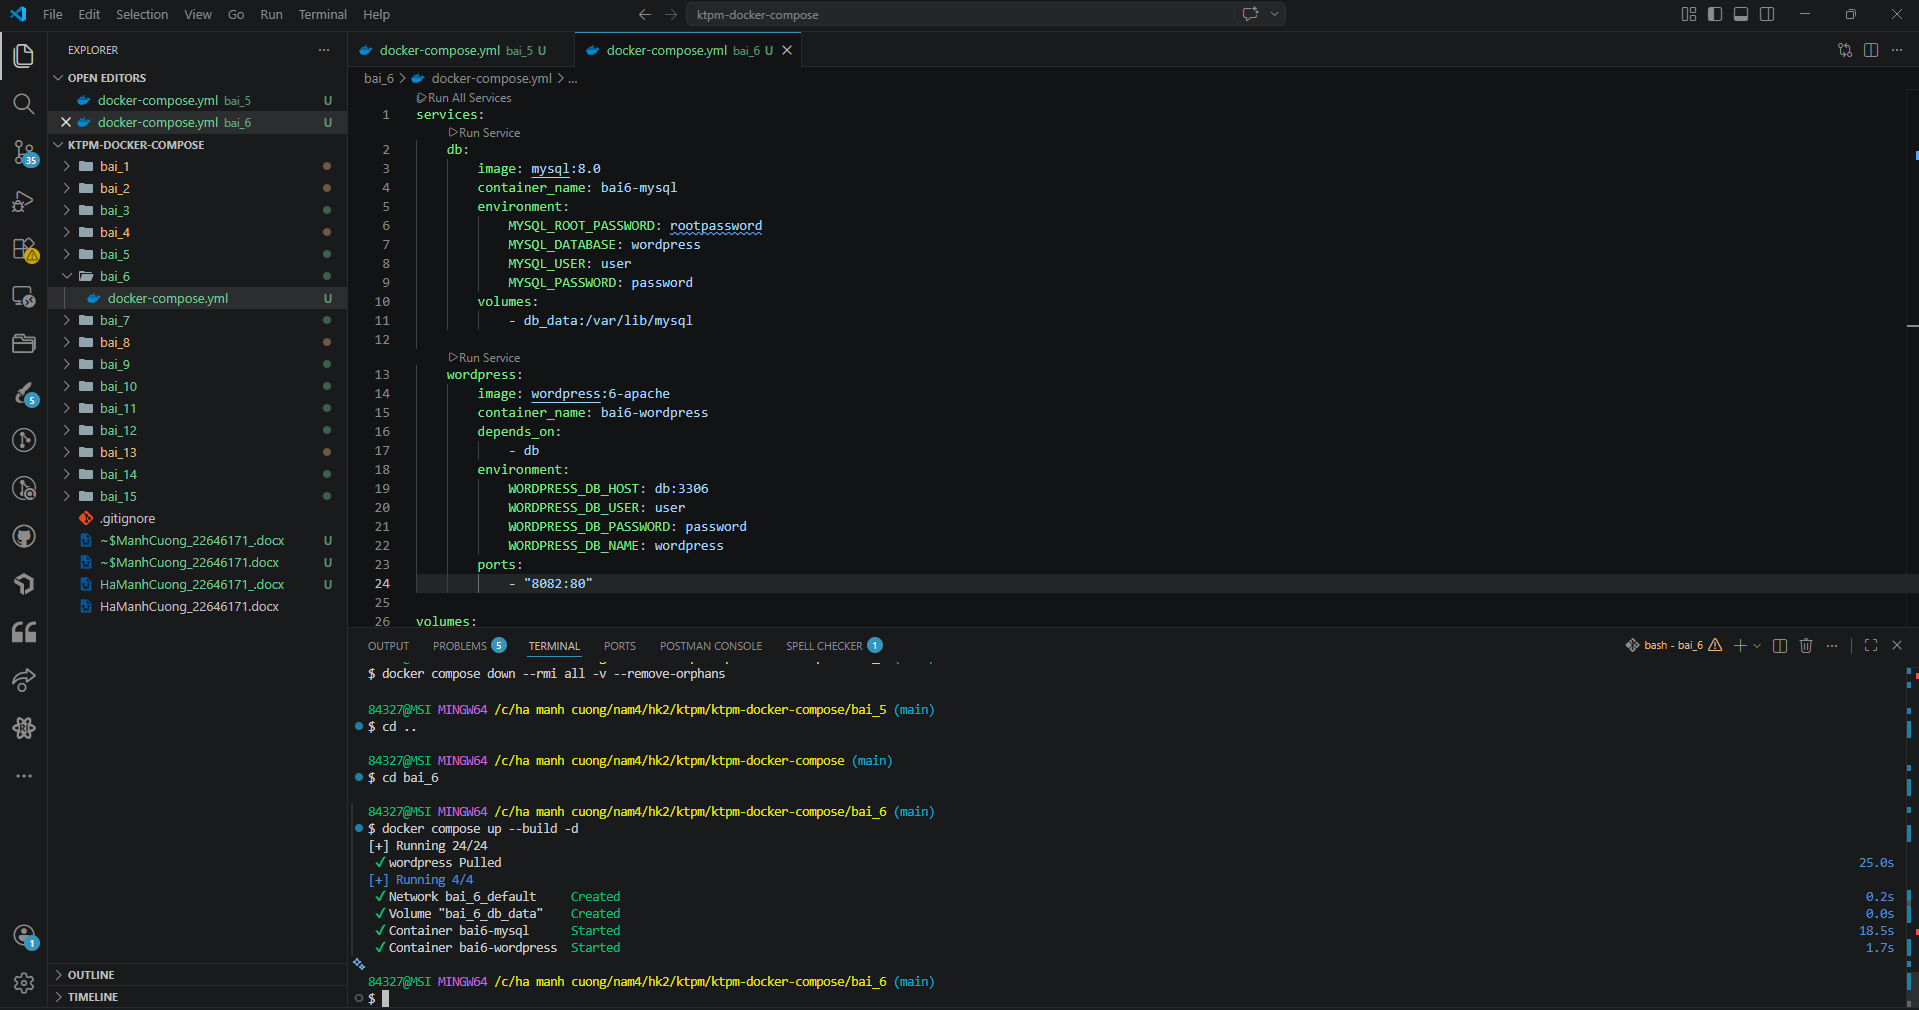 File Edit Selection View Go Run Terminal Help
ktpm-docker-compose
EXPLORER
OPEN EDITORS
docker-compose.yml bai_5 U
docker-compose.yml bai_6 U
KTPM-DOCKER-COMPOSE
bai_1
bai_2
bai_3
bai_4
bai_5
bai_6
docker-compose.yml U
bai_7
bai_8
bai_9
bai_10
bai_11
bai_12
bai_13
bai_14
bai_15
.gitignore
~$ManhCuong_22646171_.docx U
~$ManhCuong_22646171.docx U
HaManhCuong_22646171_.docx U
HaManhCuong_22646171.docx
OUTLINE
TIMELINE
35
5
1
docker-compose.yml bai_5 U
docker-compose.yml bai_6 U
bai_6 > docker-compose.yml > ...
Run All Services
1 services:
Run Service
2 db:
3 image: mysql:8.0
4 container_name: bai6-mysql
5 environment:
6 MYSQL_ROOT_PASSWORD: rootpassword
7 MYSQL_DATABASE: wordpress
8 MYSQL_USER: user
9 MYSQL_PASSWORD: password
10 volumes:
11 - db_data:/var/lib/mysql
12
Run Service
13 wordpress:
14 image: wordpress:6-apache
15 container_name: bai6-wordpress
16 depends_on:
17 - db
18 environment:
19 WORDPRESS_DB_HOST: db:3306
20 WORDPRESS_DB_USER: user
21 WORDPRESS_DB_PASSWORD: password
22 WORDPRESS_DB_NAME: wordpress
23 ports:
24 - "8082:80"
25
26 volumes:
OUTPUT PROBLEMS 5 TERMINAL PORTS POSTMAN CONSOLE SPELL CHECKER 1
bash - bai_6
$ docker compose down --rmi all -v --remove-orphans
84327@MSI MINGW64 /c/ha manh cuong/nam4/hk2/ktpm/ktpm-docker-compose/bai_5 (main)
$ cd ..
84327@MSI MINGW64 /c/ha manh cuong/nam4/hk2/ktpm/ktpm-docker-compose (main)
$ cd bai_6
84327@MSI MINGW64 /c/ha manh cuong/nam4/hk2/ktpm/ktpm-docker-compose/bai_6 (main)
$ docker compose up --build -d
[+] Running 24/24
✓ wordpress Pulled 25.0s
[+] Running 4/4
✓ Network bai_6_default Created 0.2s
✓ Volume "bai_6_db_data" Created 0.0s
✓ Container bai6-mysql Started 18.5s
✓ Container bai6-wordpress Started 1.7s
84327@MSI MINGW64 /c/ha manh cuong/nam4/hk2/ktpm/ktpm-docker-compose/bai_6 (main)
$